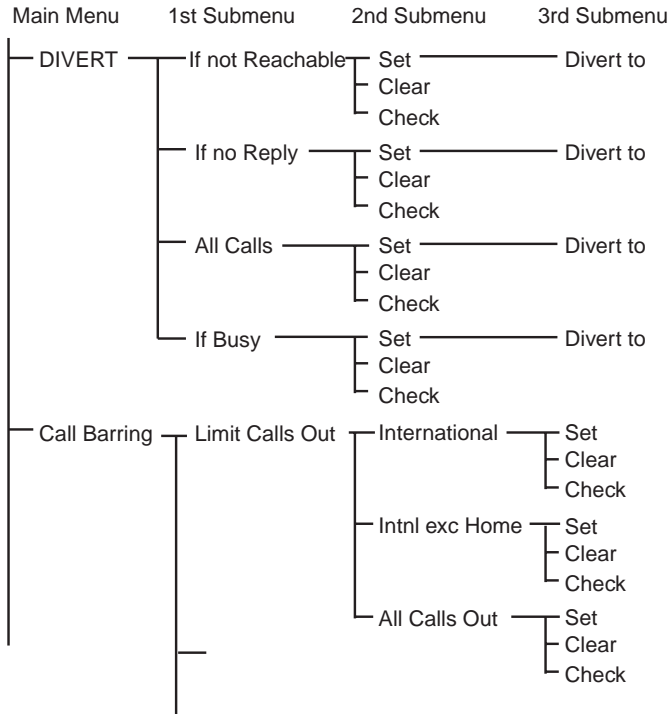 Main Menu 1st Submenu 2nd Submenu 3rd Submenu
DIVERT If not Reachable Set Divert to
Clear
Check
If no Reply Set Divert to
Clear
Check
All Calls Set Divert to
Clear
Check
If Busy Set Divert to
Clear
Check
Call Barring Limit Calls Out International Set
Clear
Check
Intnl exc Home Set
Clear
Check
All Calls Out Set
Clear
Check